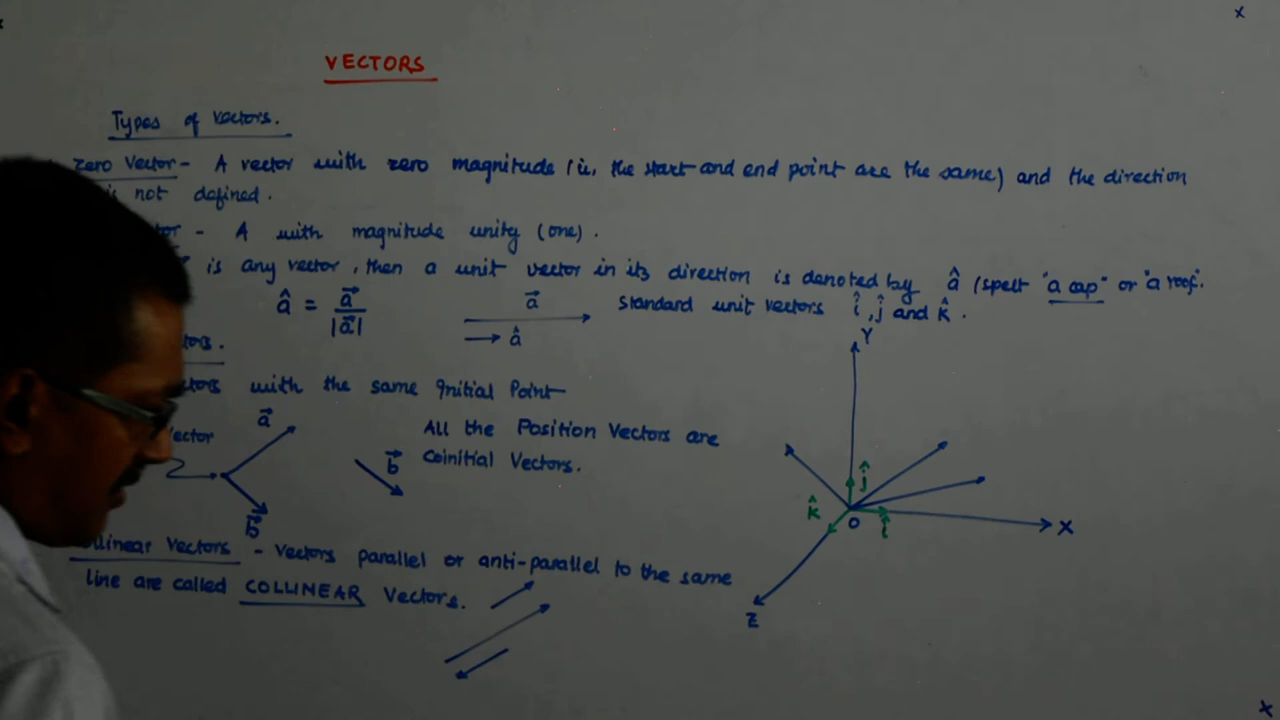 VECTORS
Types of vectors.
Zero Vector - A vector with zero magnitude (ie, the start and end point are the same) and the direction
is not defined.
- A with magnitude unity (one).
is any vector, then a unit vector in its direction is denoted by â (spelt "a cap" or "a roof".
â = a⃗ / |a⃗|
a⃗
â
Standard unit vectors î, ĵ and k̂.
with the same Initial Point
a⃗
b⃗
b⃗
All the Position Vectors are
Coinitial Vectors.
Y
ĵ
k̂
O
î
X
Z
Vectors - Vectors parallel or anti-parallel to the same
line are called COLLINEAR Vectors.